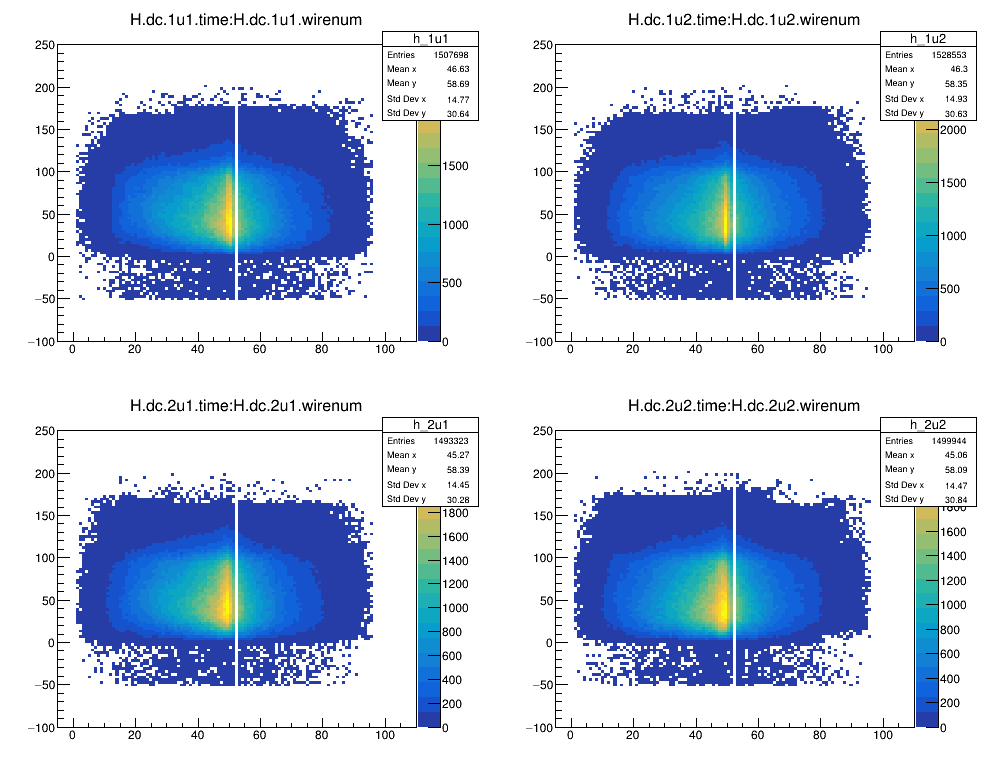 H.dc.1u1.time:H.dc.1u1.wirenum
h_1u1
Entries 1507698
Mean x 46.63
Mean y 58.69
Std Dev x 14.77
Std Dev y 30.64
250
200
150
100
50
0
−50
−100
0 20 40 60 80 100
1500
1000
500
0
H.dc.1u2.time:H.dc.1u2.wirenum
h_1u2
Entries 1528553
Mean x 46.3
Mean y 58.35
Std Dev x 14.93
Std Dev y 30.63
250
200
150
100
50
0
−50
−100
0 20 40 60 80 100
2000
1500
1000
500
0
H.dc.2u1.time:H.dc.2u1.wirenum
h_2u1
Entries 1493323
Mean x 45.27
Mean y 58.39
Std Dev x 14.45
Std Dev y 30.28
250
200
150
100
50
0
−50
−100
0 20 40 60 80 100
1800
1600
1400
1200
1000
800
600
400
200
0
H.dc.2u2.time:H.dc.2u2.wirenum
h_2u2
Entries 1499944
Mean x 45.06
Mean y 58.09
Std Dev x 14.47
Std Dev y 30.84
250
200
150
100
50
0
−50
−100
0 20 40 60 80 100
1800
1600
1400
1200
1000
800
600
400
200
0